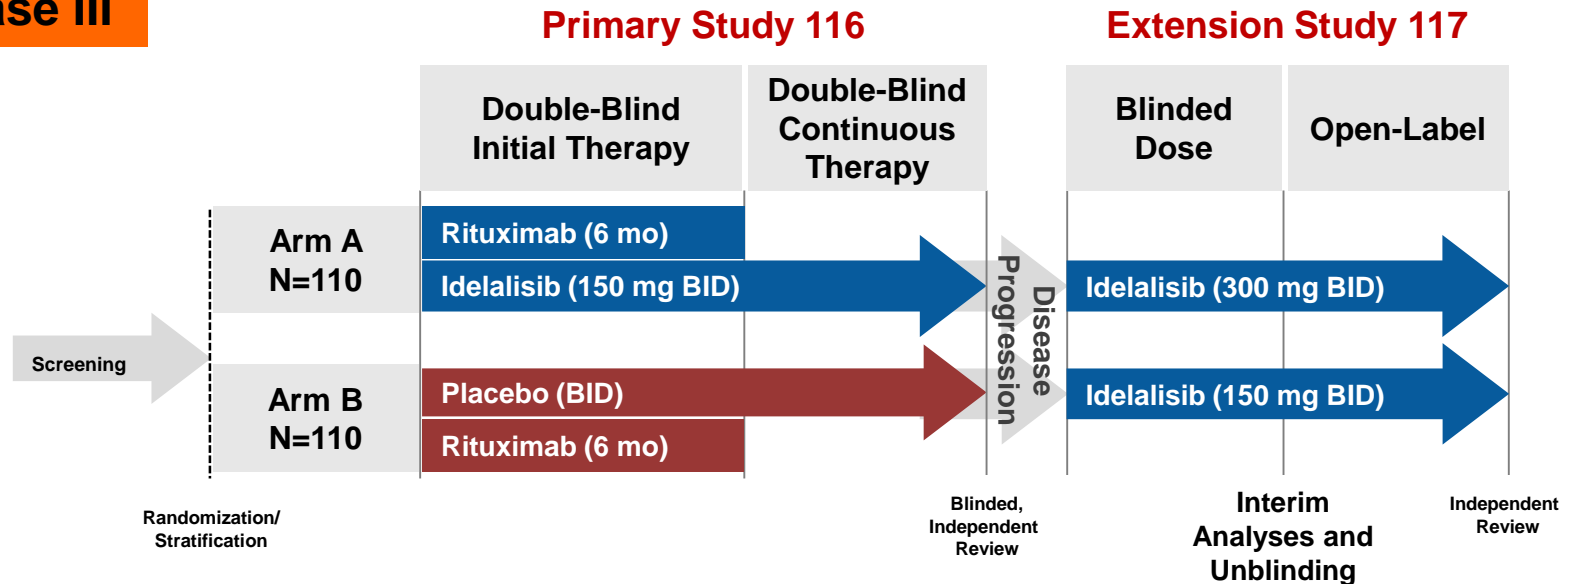 ase III
Primary Study 116
Extension Study 117
Double-Blind
Initial Therapy
Double-Blind
Continuous
Therapy
Blinded
Dose
Open-Label
Screening
Randomization/
Stratification
Arm A
N=110
Rituximab (6 mo)
Idelalisib (150 mg BID)
Arm B
N=110
Placebo (BID)
Rituximab (6 mo)
Disease
Progression
Idelalisib (300 mg BID)
Idelalisib (150 mg BID)
Blinded,
Independent
Review
Interim
Analyses and
Unblinding
Independent
Review